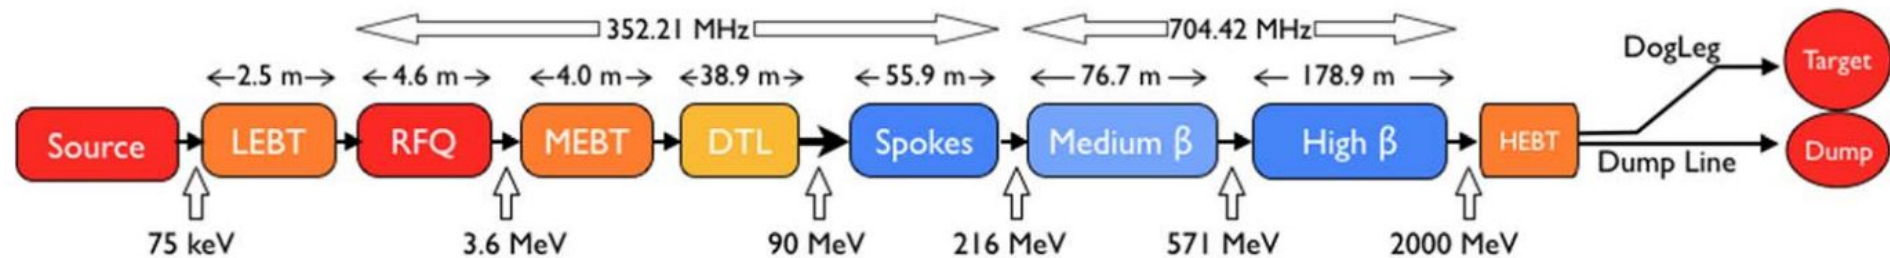 352.21 MHz
704.42 MHz
2.5 m
4.6 m
4.0 m
38.9 m
55.9 m
76.7 m
178.9 m
DogLeg
Target
Source
LEBT
RFQ
MEBT
DTL
Spokes
Medium β
High β
HEBT
Dump Line
Dump
75 keV
3.6 MeV
90 MeV
216 MeV
571 MeV
2000 MeV